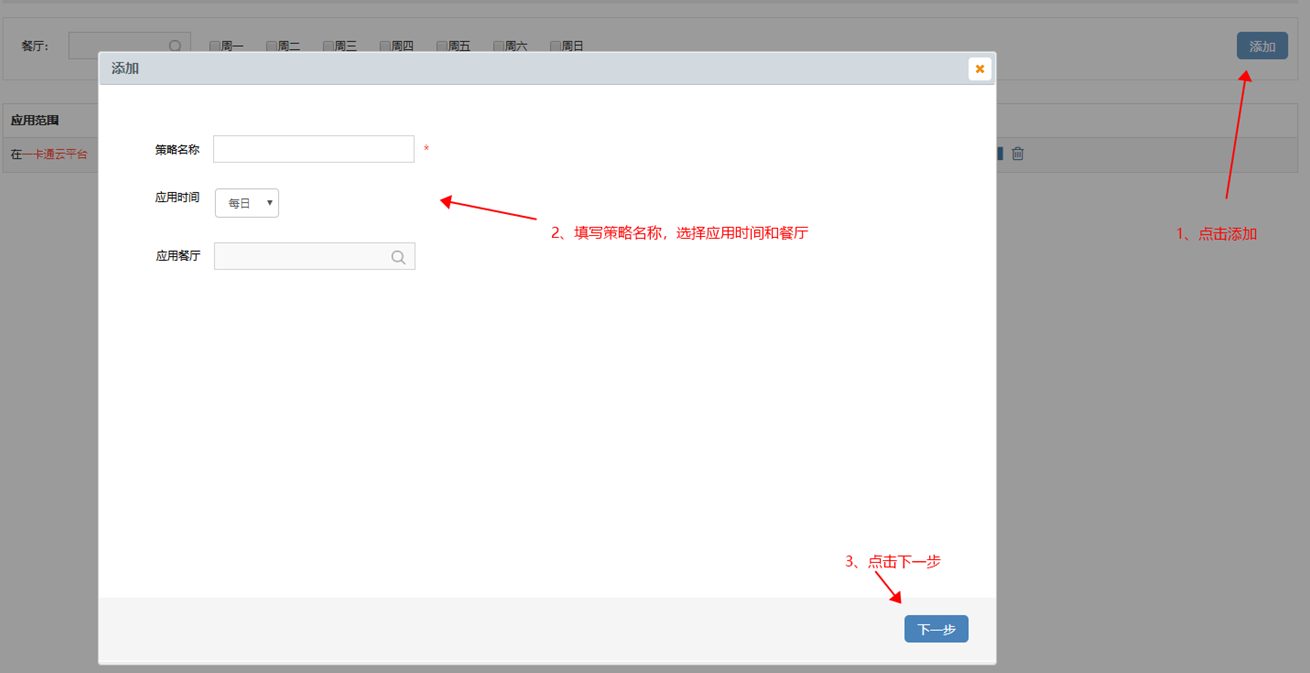 餐厅: 周一 周二 周三 周四 周五 周六 周日 添加
添加
应用范围
策略名称 *
在一卡通云平台
应用时间 每日
2、填写策略名称，选择应用时间和餐厅
1、点击添加
应用餐厅
3、点击下一步
下一步